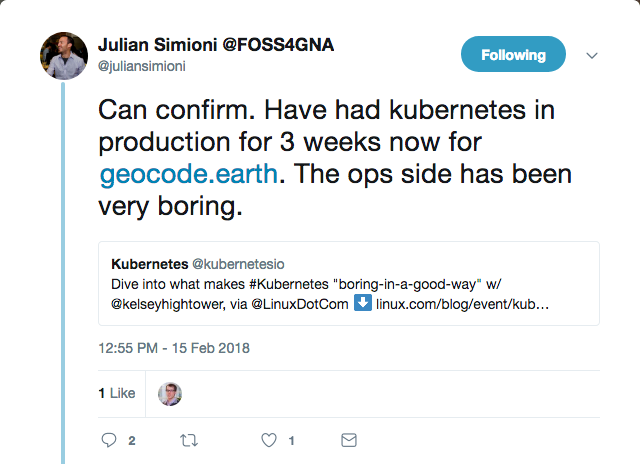 Julian Simioni @FOSS4GNA
@juliansimioni
Following
Can confirm. Have had kubernetes in
production for 3 weeks now for
geocode.earth. The ops side has been
very boring.
Kubernetes @kubernetesio
Dive into what makes #Kubernetes "boring-in-a-good-way" w/
@kelseyhightower, via @LinuxDotCom ⬇️ linux.com/blog/event/kub…
12:55 PM - 15 Feb 2018
1 Like
2 1